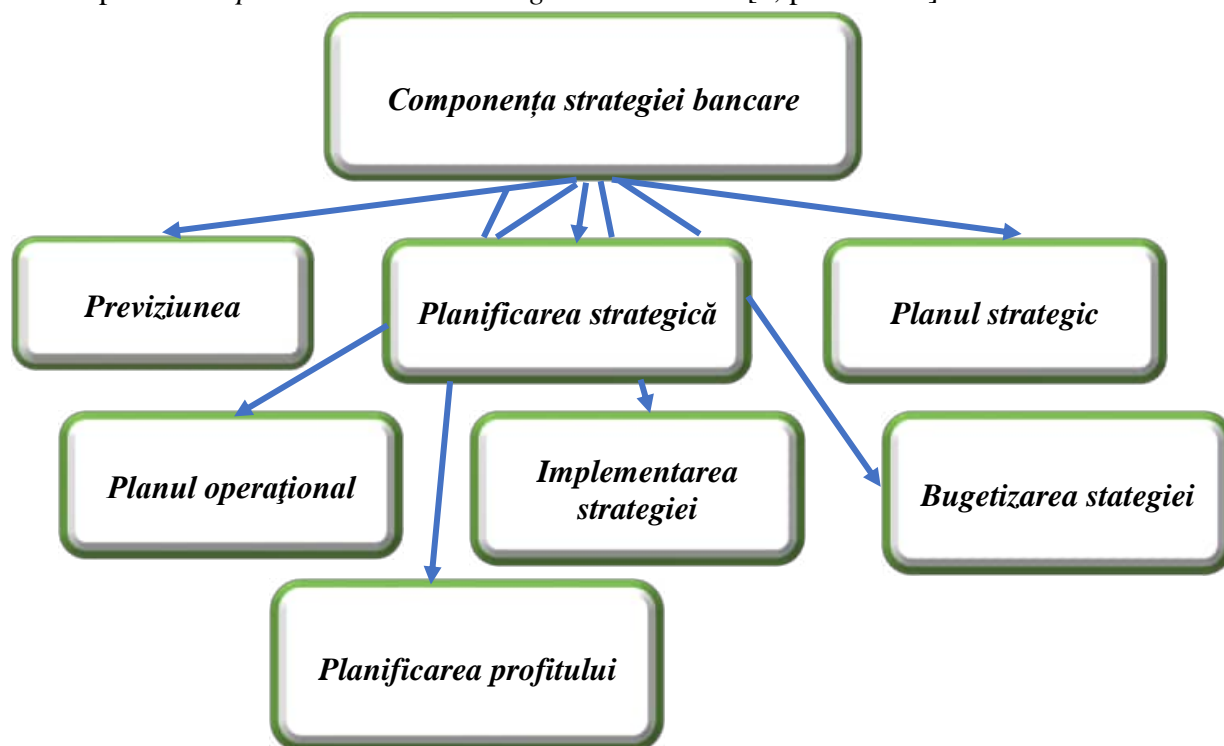 Componența strategiei bancare
Previziunea
Planificarea strategică
Planul strategic
Planul operaţional
Implementarea
strategiei
Bugetizarea stategiei
Planificarea profitului